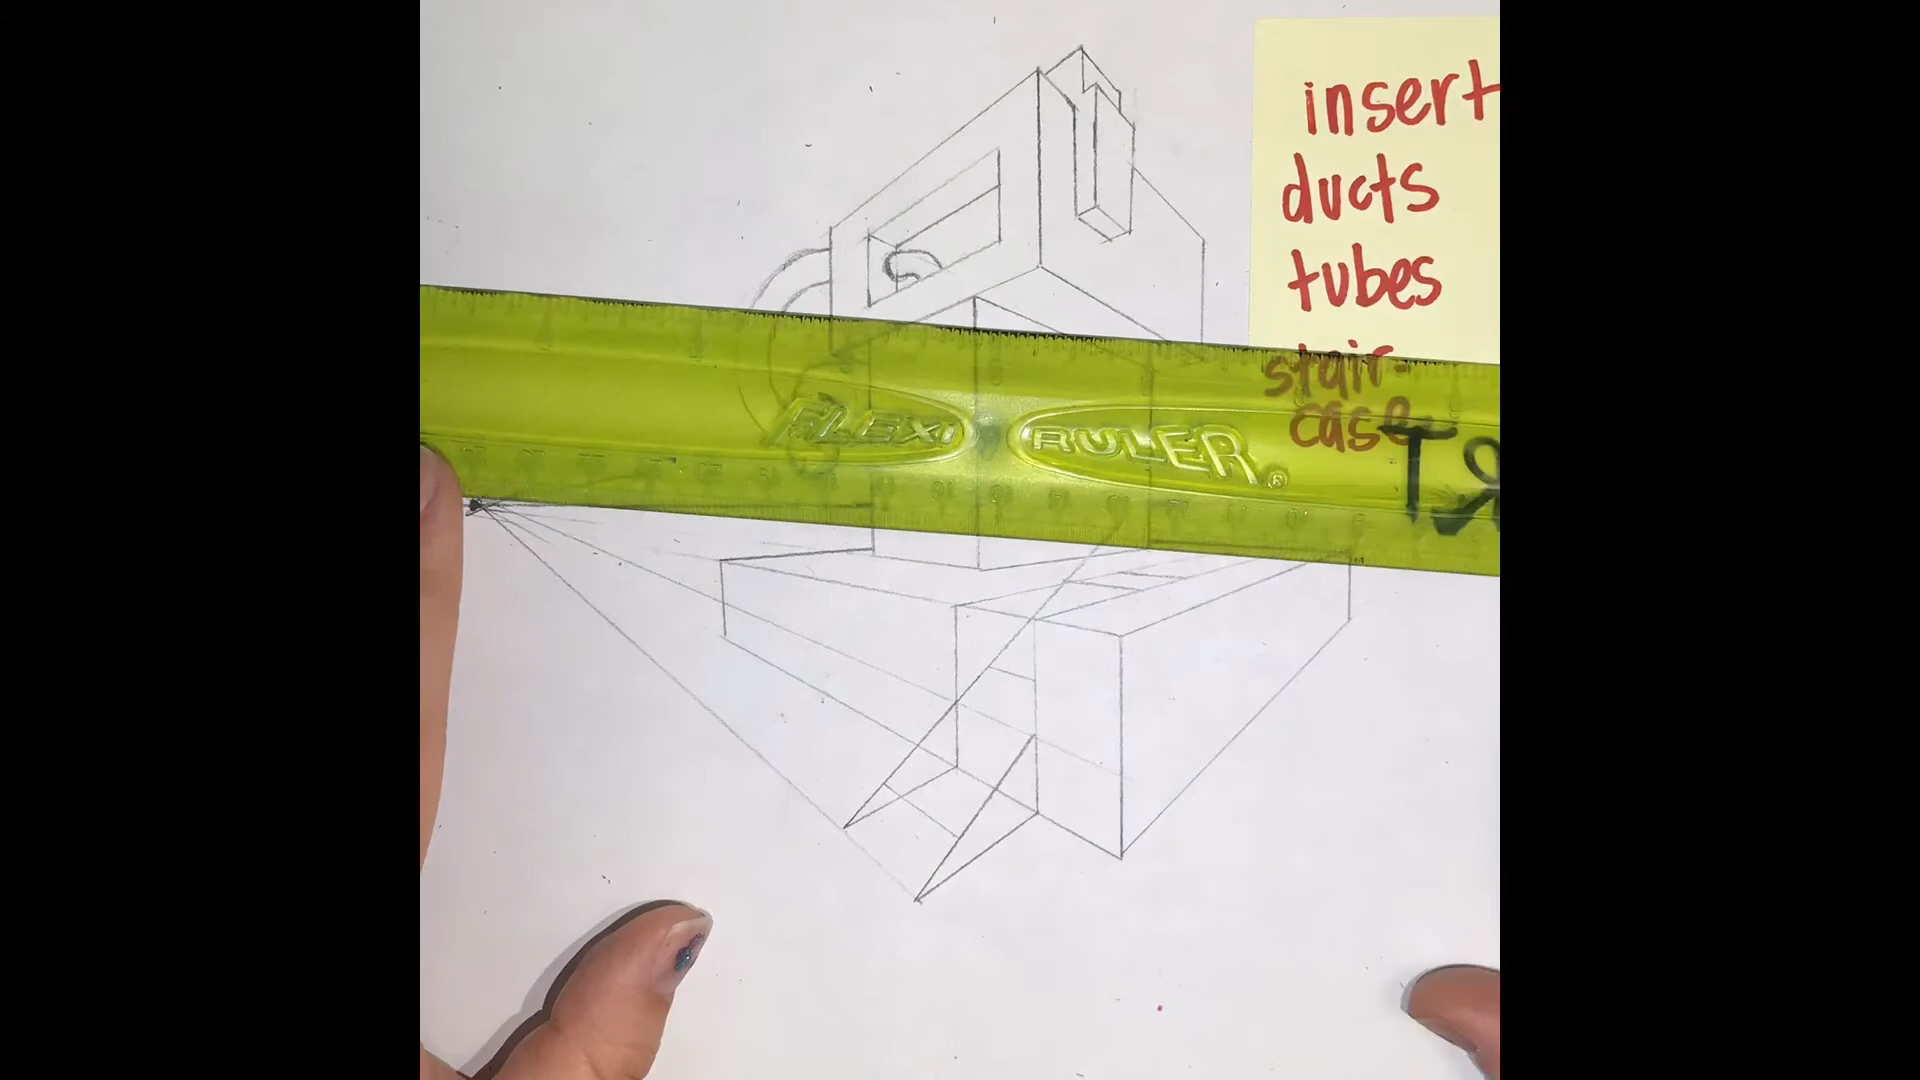 insert
ducts
tubes
stair-
case
FLEXI RULER®